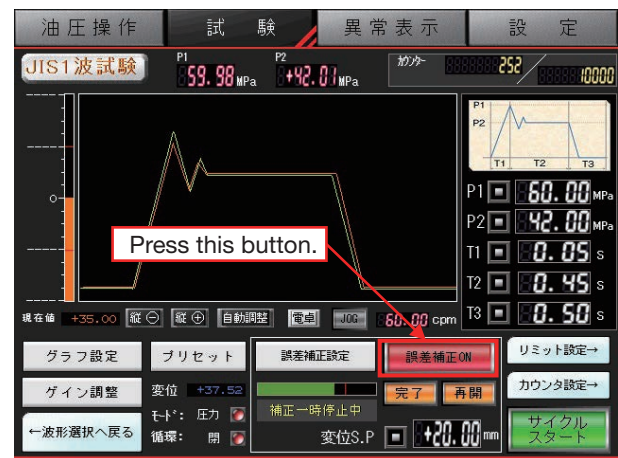 油圧操作 試 験 異常表示 設 定
JIS1波試験 P1 59.98 MPa P2 +42.01 MPa ｶｳﾝﾀｰ 252 / 10000
P1
P2
T1 T2 T3
0
P1 60.00 MPa
P2 42.00 MPa
Press this button.
T1 0.05 s
T2 0.45 s
T3 0.50 s
現在値 +35.00 縦⊖ 縦⊕ 自動調整 電卓 JOG 60.00 cpm
グラフ設定 プリセット 誤差補正設定 誤差補正ON リミット設定→
ゲイン調整 変位 +37.52 完了 再開 カウンタ設定→
補正一時停止中
←波形選択へ戻る ﾓｰﾄﾞ: 圧力
循環: 閉 変位S.P +20.00 mm サイクル
スタート